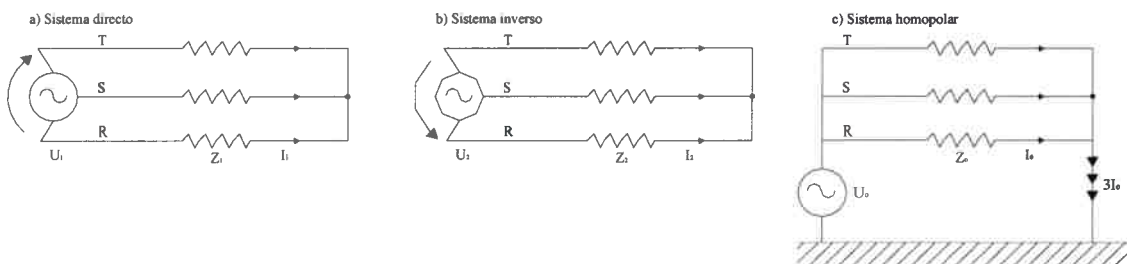 a) Sistema directo
T
S
R
U₁
Z₁
I₁
b) Sistema inverso
T
S
R
U₂
Z₂
I₂
c) Sistema homopolar
T
S
R
Z₀
I₀
U₀
3I₀